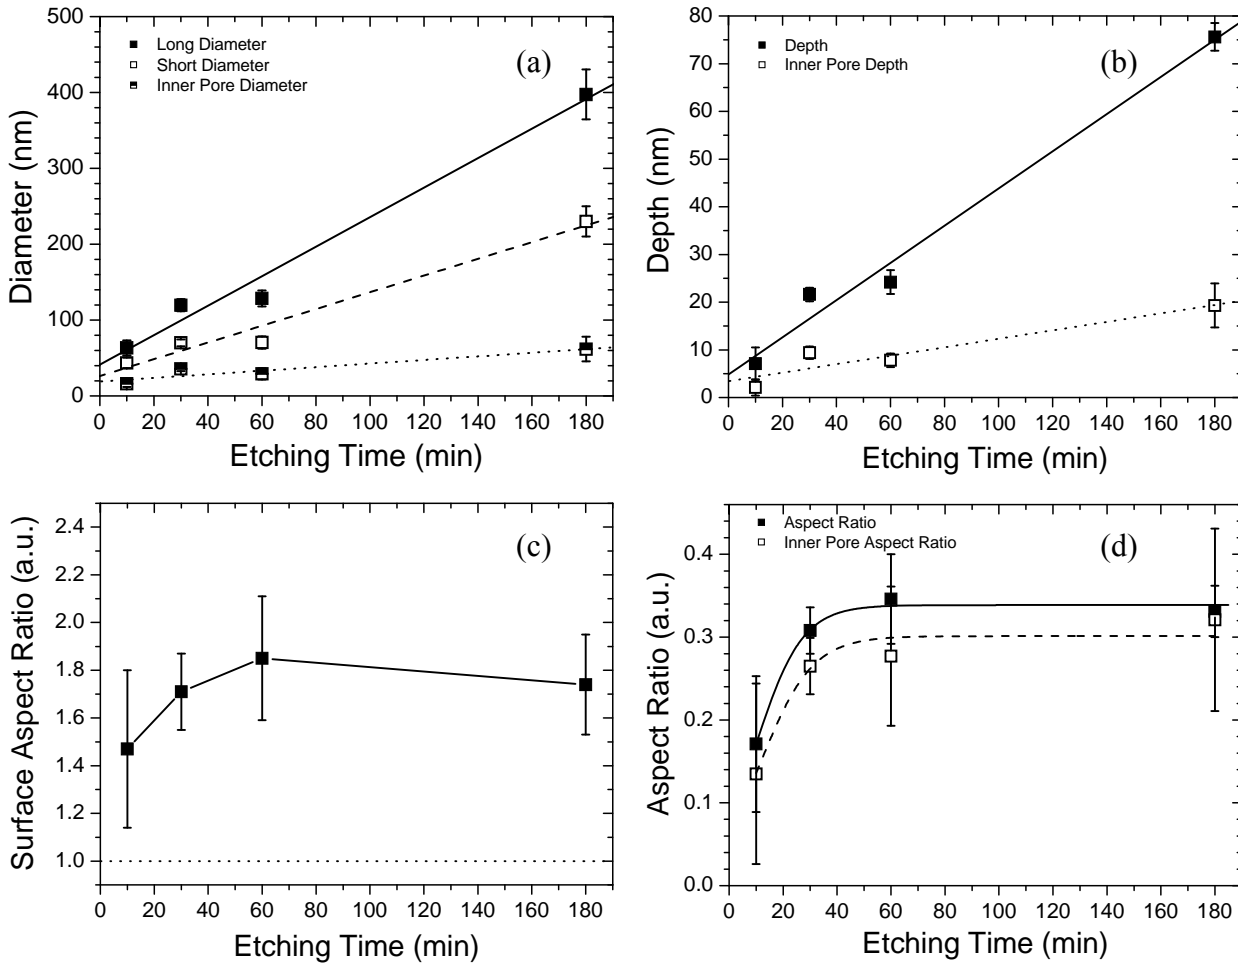 500
400
300
200
100
0
Diameter (nm)
Long Diameter
Short Diameter
Inner Pore Diameter
(a)
0 20 40 60 80 100 120 140 160 180
Etching Time (min)
80
70
60
50
40
30
20
10
0
Depth (nm)
Depth
Inner Pore Depth
(b)
0 20 40 60 80 100 120 140 160 180
Etching Time (min)
2.4
2.2
2.0
1.8
1.6
1.4
1.2
1.0
Surface Aspect Ratio (a.u.)
(c)
0 20 40 60 80 100 120 140 160 180
Etching Time (min)
0.4
0.3
0.2
0.1
0.0
Aspect Ratio (a.u.)
Aspect Ratio
Inner Pore Aspect Ratio
(d)
0 20 40 60 80 100 120 140 160 180
Etching Time (min)